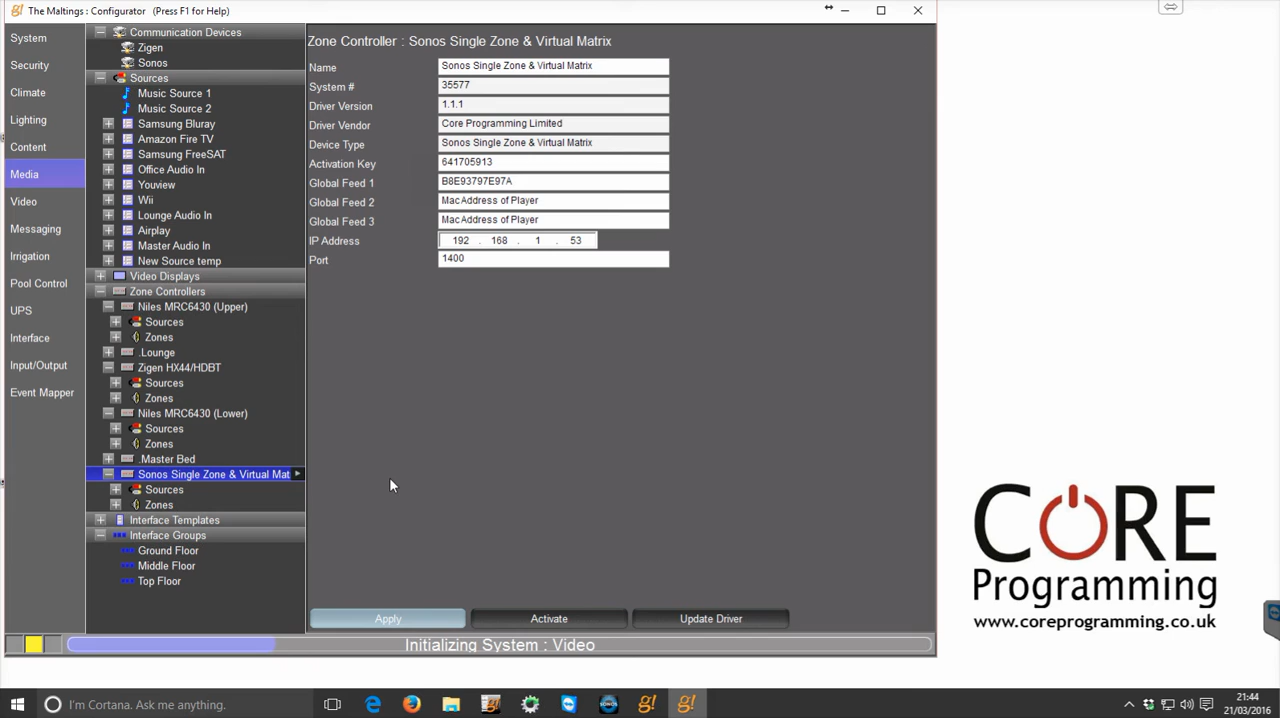 The Maltings : Configurator (Press F1 for Help)
System
Security
Climate
Lighting
Content
Media
Video
Messaging
Irrigation
Pool Control
UPS
Interface
Input/Output
Event Mapper
Communication Devices
Zigen
Sonos
Sources
Music Source 1
Music Source 2
Samsung Bluray
Amazon Fire TV
Samsung FreeSAT
Office Audio In
Youview
Wii
Lounge Audio In
Airplay
Master Audio In
New Source temp
Video Displays
Zone Controllers
Niles MRC6430 (Upper)
Sources
Zones
.Lounge
Zigen HX44/HDBT
Sources
Zones
Niles MRC6430 (Lower)
Sources
Zones
.Master Bed
Sonos Single Zone & Virtual Mat
Sources
Zones
Interface Templates
Interface Groups
Ground Floor
Middle Floor
Top Floor
Zone Controller : Sonos Single Zone & Virtual Matrix
Name Sonos Single Zone & Virtual Matrix
System # 35577
Driver Version 1.1.1
Driver Vendor Core Programming Limited
Device Type Sonos Single Zone & Virtual Matrix
Activation Key 641705913
Global Feed 1 B8E93797E97A
Global Feed 2 Mac Address of Player
Global Feed 3 Mac Address of Player
IP Address 192 . 168 . 1 . 53
Port 1400
Apply Activate Update Driver
Initializing System : Video
CORE
Programming
www.coreprogramming.co.uk
I'm Cortana. Ask me anything.
SONOS
g! g!
21:44
21/03/2016